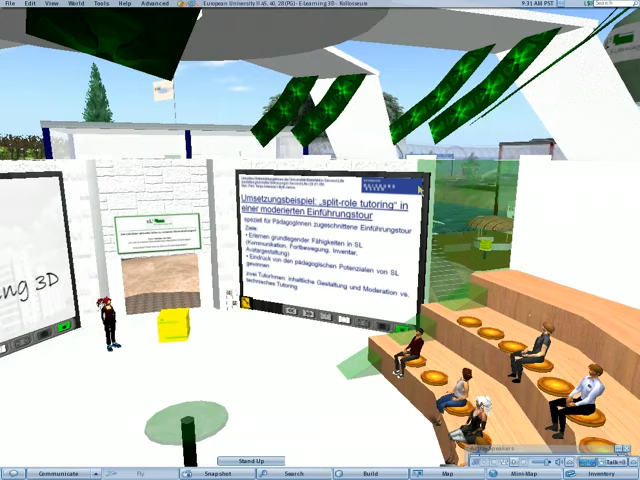 File Edit View World Tools Help Advanced
European University II 45, 40, 28 (PG) - E-Learning 3D - Kollosseum
9:31 AM PST
L$
Search
Umsetzungsbeispiel: „split-role tutoring" in
einer moderierten Einführungstour
speziell für PädagogInnen zugeschnittene Einführungstour
Ziele:
• Erlernen grundlegender Fähigkeiten in SL
(Kommunikation, Fortbewegung, Inventar,
Avatargestaltung)
• Eindruck von den pädagogischen Potenzialen von SL
gewinnen
zwei TutorInnen: inhaltliche Gestaltung und Moderation vs.
technisches Tutoring
ng 3D
Stand Up
Communicate
Fly
Snapshot
Search
Build
Map
Mini-Map
Inventory
Talk